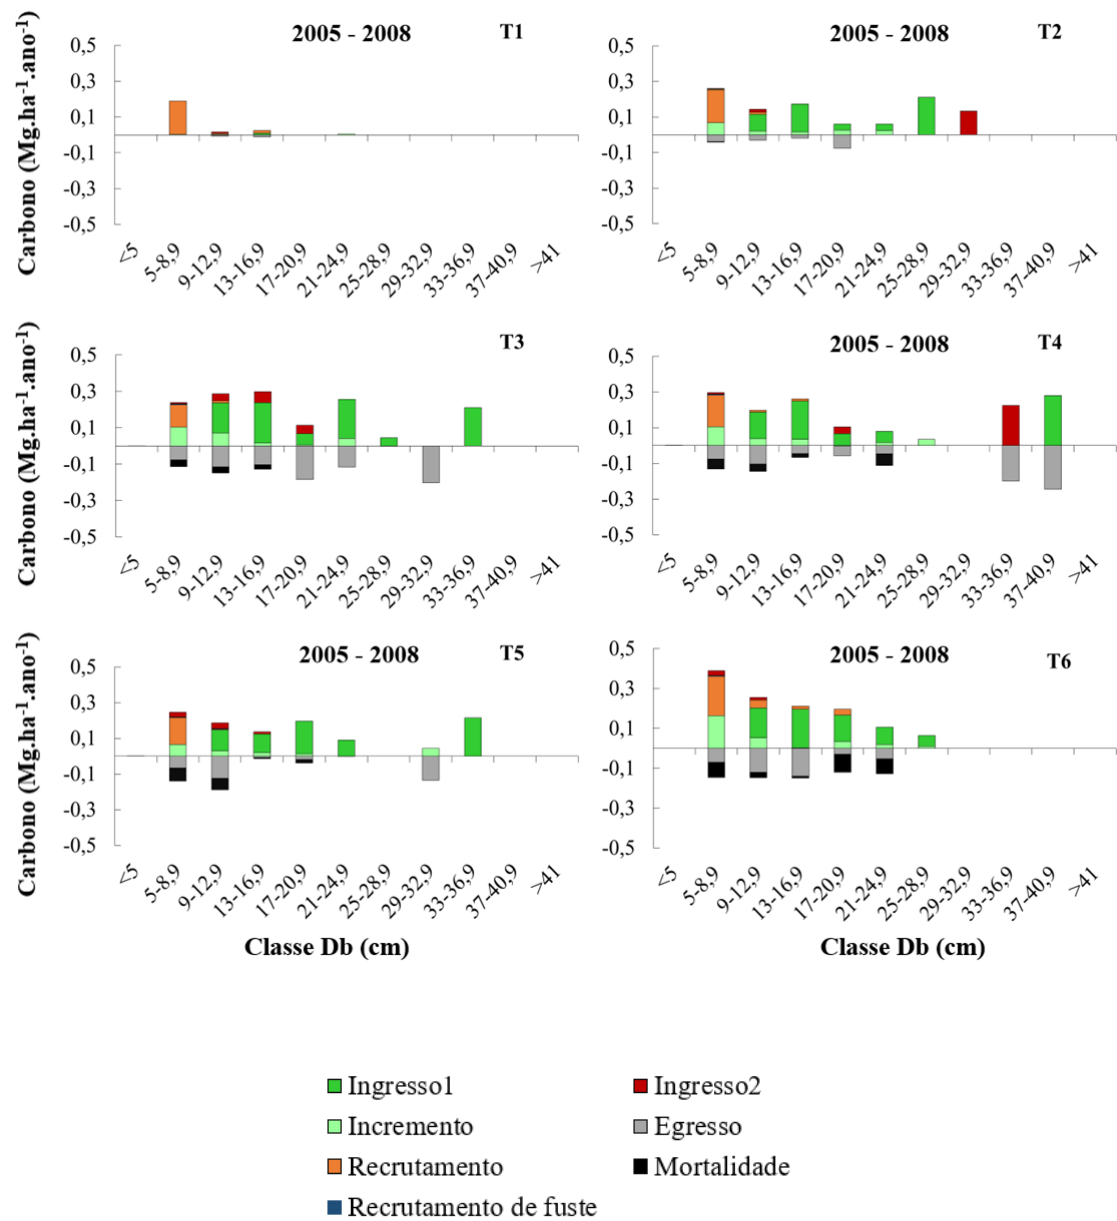 2005 - 2008 T1
Carbono (Mg.ha⁻¹.ano⁻¹)
0,5
0,3
0,1
-0,1
-0,3
-0,5
<5 5-8,9 9-12,9 13-16,9 17-20,9 21-24,9 25-28,9 29-32,9 33-36,9 37-40,9 >41
2005 - 2008 T2
0,5
0,3
0,1
-0,1
-0,3
-0,5
<5 5-8,9 9-12,9 13-16,9 17-20,9 21-24,9 25-28,9 29-32,9 33-36,9 37-40,9 >41
T3
Carbono (Mg.ha⁻¹.ano⁻¹)
0,5
0,3
0,1
-0,1
-0,3
-0,5
<5 5-8,9 9-12,9 13-16,9 17-20,9 21-24,9 25-28,9 29-32,9 33-36,9 37-40,9 >41
2005 - 2008 T4
0,5
0,3
0,1
-0,1
-0,3
-0,5
<5 5-8,9 9-12,9 13-16,9 17-20,9 21-24,9 25-28,9 29-32,9 33-36,9 37-40,9 >41
2005 - 2008 T5
Carbono (Mg.ha⁻¹.ano⁻¹)
0,5
0,3
0,1
-0,1
-0,3
-0,5
<5 5-8,9 9-12,9 13-16,9 17-20,9 21-24,9 25-28,9 29-32,9 33-36,9 37-40,9 >41
Classe Db (cm)
2005 - 2008 T6
0,5
0,3
0,1
-0,1
-0,3
-0,5
<5 5-8,9 9-12,9 13-16,9 17-20,9 21-24,9 25-28,9 29-32,9 33-36,9 37-40,9 >41
Classe Db (cm)
Ingresso1 Ingresso2
Incremento Egresso
Recrutamento Mortalidade
Recrutamento de fuste